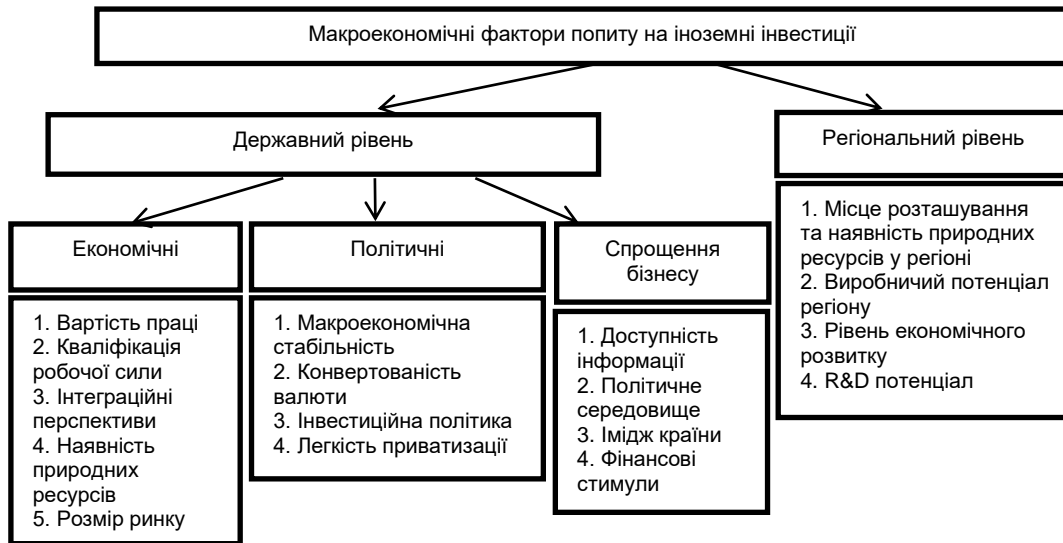 Макроекономічні фактори попиту на іноземні інвестиції
Державний рівень
Регіональний рівень
Економічні
Політичні
Спрощення
бізнесу
1. Вартість праці
2. Кваліфікація
робочої сили
3. Інтеграційні
перспективи
4. Наявність
природних
ресурсів
5. Розмір ринку
1. Макроекономічна
стабільність
2. Конвертованість
валюти
3. Інвестиційна політика
4. Легкість приватизації
1. Доступність
інформації
2. Політичне
середовище
3. Імідж країни
4. Фінансові
стимули
1. Місце розташування
та наявність природних
ресурсів у регіоні
2. Виробничий потенціал
регіону
3. Рівень економічного
розвитку
4. R&D потенціал